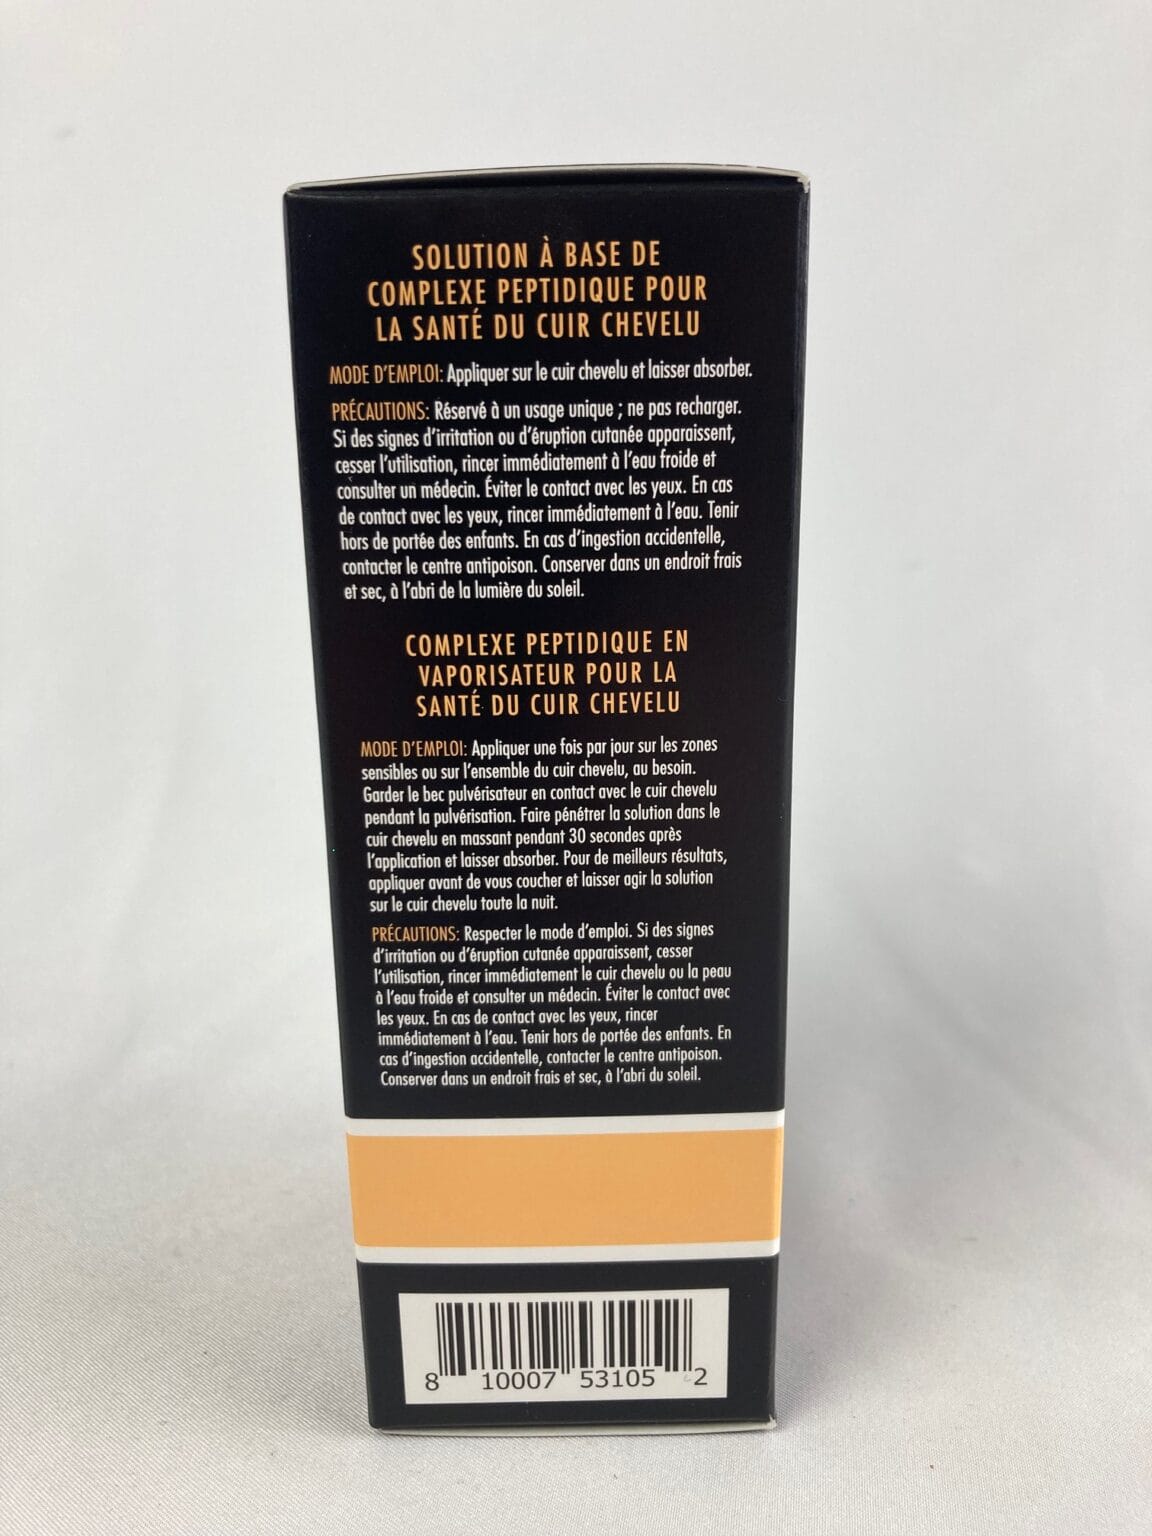 SOLUTION À BASE DE
COMPLEXE PEPTIDIQUE POUR
LA SANTÉ DU CUIR CHEVELU
MODE D'EMPLOI: Appliquer sur le cuir chevelu et laisser absorber.
PRÉCAUTIONS: Réservé à un usage unique ; ne pas recharger.
Si des signes d'irritation ou d'éruption cutanée apparaissent,
cesser l'utilisation, rincer immédiatement à l'eau froide et
consulter un médecin. Éviter le contact avec les yeux. En cas
de contact avec les yeux, rincer immédiatement à l'eau. Tenir
hors de portée des enfants. En cas d'ingestion accidentelle,
contacter le centre antipoison. Conserver dans un endroit frais
et sec, à l'abri de la lumière du soleil.
COMPLEXE PEPTIDIQUE EN
VAPORISATEUR POUR LA
SANTÉ DU CUIR CHEVELU
MODE D'EMPLOI: Appliquer une fois par jour sur les zones
sensibles ou sur l'ensemble du cuir chevelu, au besoin.
Garder le bec pulvérisateur en contact avec le cuir chevelu
pendant la pulvérisation. Faire pénétrer la solution dans le
cuir chevelu en massant pendant 30 secondes après
l'application et laisser absorber. Pour de meilleurs résultats,
appliquer avant de vous coucher et laisser agir la solution
sur le cuir chevelu toute la nuit.
PRÉCAUTIONS: Respecter le mode d'emploi. Si des signes
d'irritation ou d'éruption cutanée apparaissent, cesser
l'utilisation, rincer immédiatement le cuir chevelu ou la peau
à l'eau froide et consulter un médecin. Éviter le contact avec
les yeux. En cas de contact avec les yeux, rincer
immédiatement à l'eau. Tenir hors de portée des enfants. En
cas d'ingestion accidentelle, contacter le centre antipoison.
Conserver dans un endroit frais et sec, à l'abri du soleil.
8 10007 53105 2